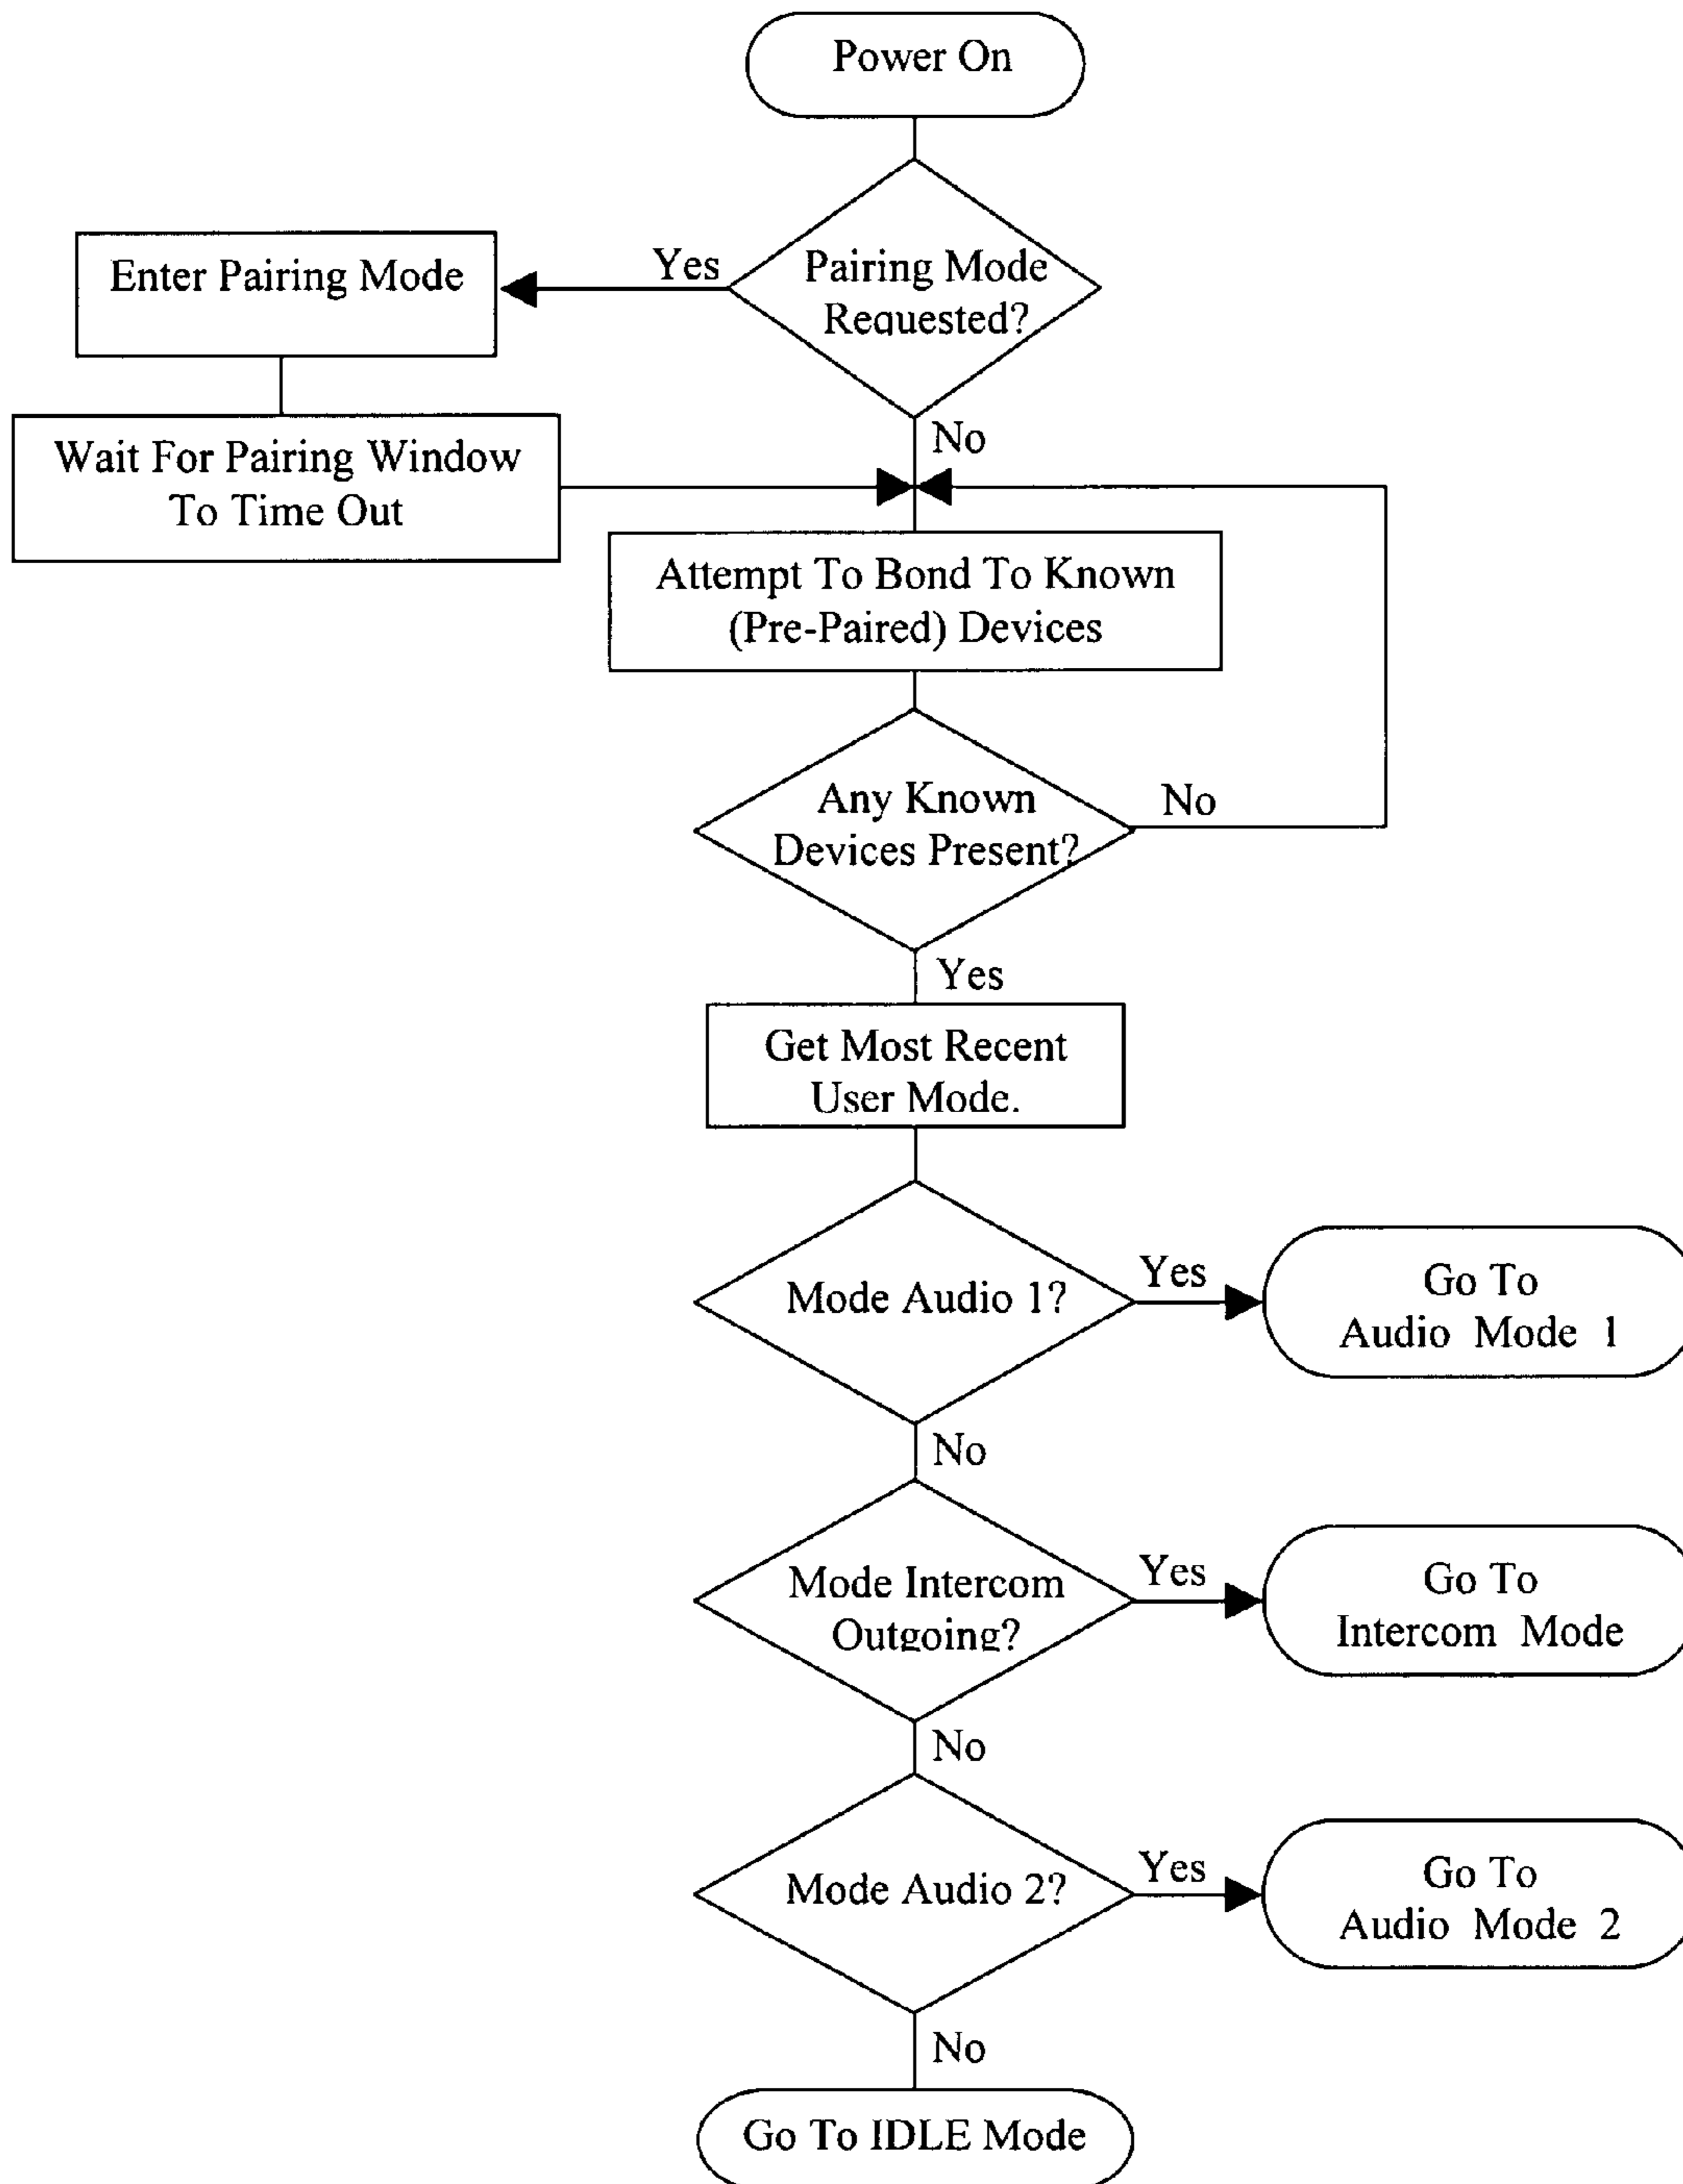 Power On
Pairing Mode
Requested?
Yes
Enter Pairing Mode
No
Wait For Pairing Window
To Time Out
Attempt To Bond To Known
(Pre-Paired) Devices
Any Known
Devices Present?
No
Yes
Get Most Recent
User Mode.
Mode Audio 1?
Yes
Go To
Audio Mode 1
No
Mode Intercom
Outgoing?
Yes
Go To
Intercom Mode
No
Mode Audio 2?
Yes
Go To
Audio Mode 2
No
Go To IDLE Mode